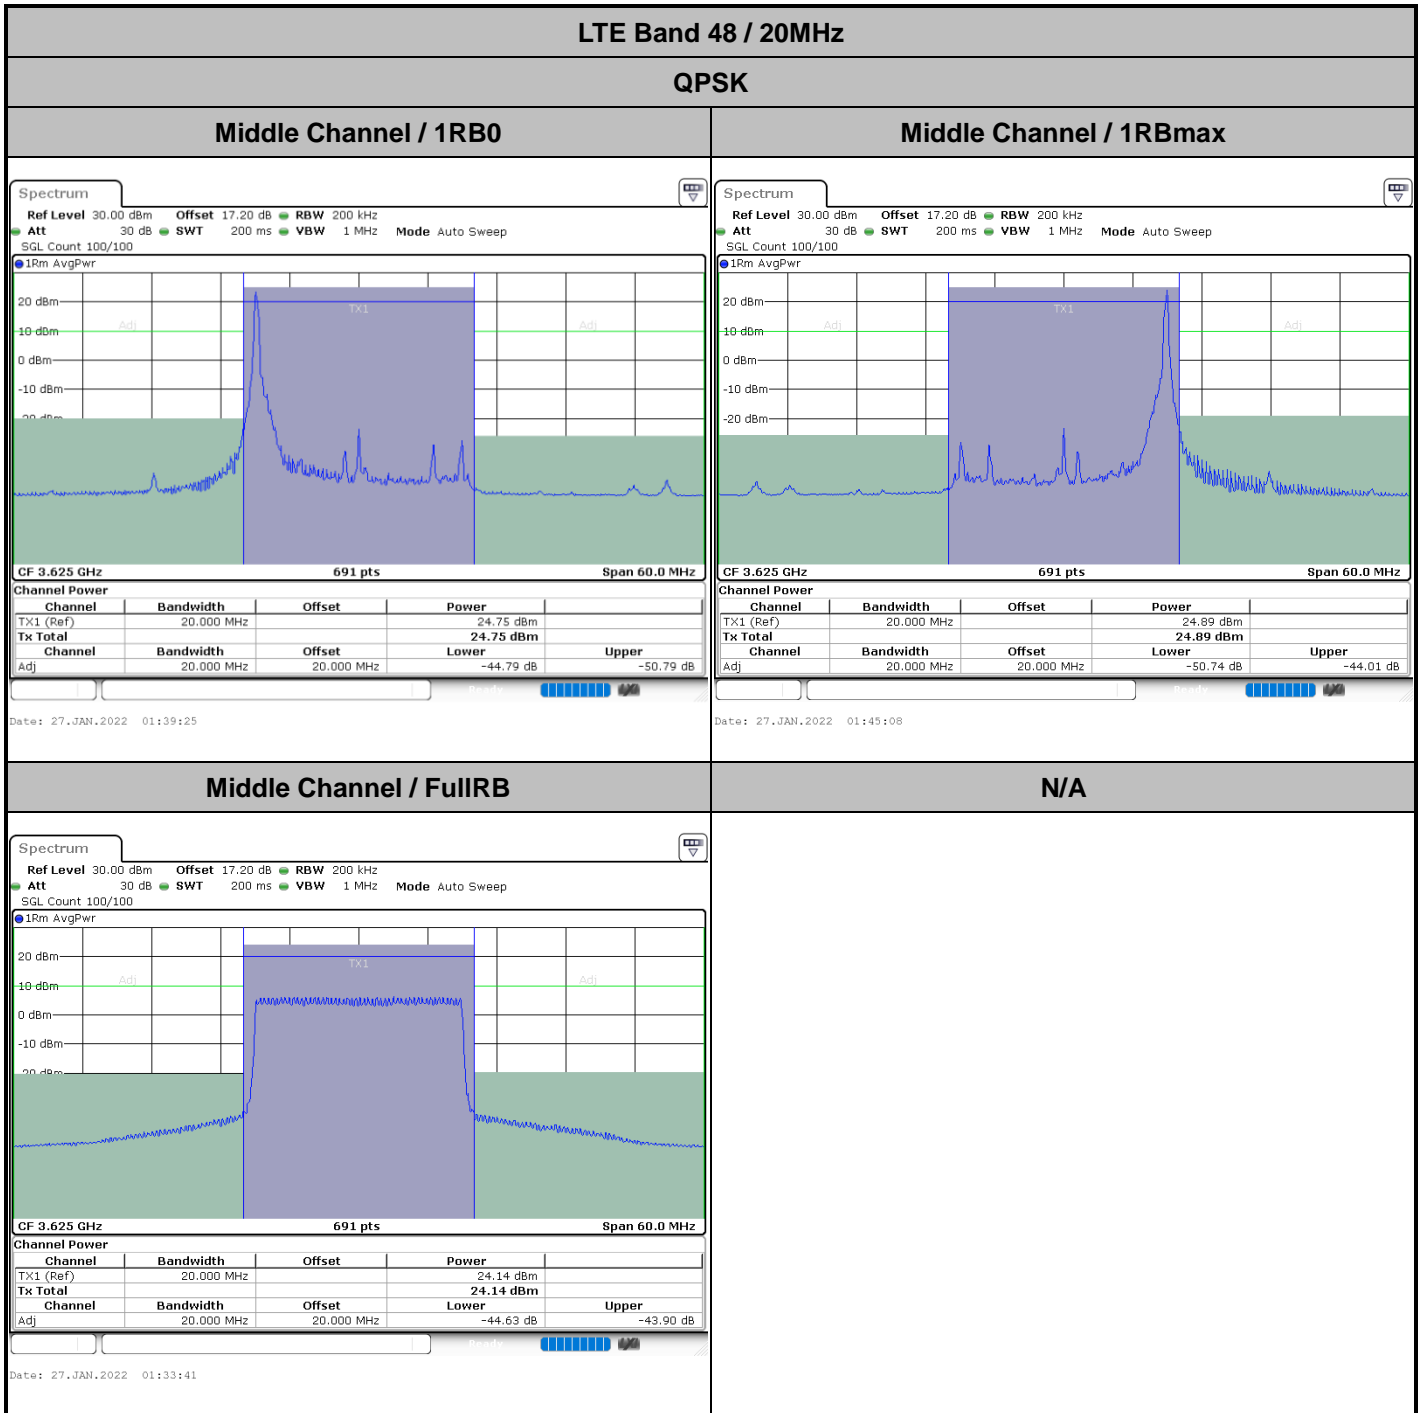 LTE Band 48 / 20MHz
QPSK
Middle Channel / 1RB0
Middle Channel / 1RBmax
Spectrum
Ref Level 30.00 dBm Offset 17.20 dB RBW 200 kHz
Att 30 dB SWT 200 ms VBW 1 MHz Mode Auto Sweep
SGL Count 100/100
1Rm AvgPwr
TX1
Adj
Adj
20 dBm
10 dBm
0 dBm
-10 dBm
-20 dBm
CF 3.625 GHz 691 pts Span 60.0 MHz
Channel Power
Channel Bandwidth Offset Power
TX1 (Ref) 20.000 MHz 24.75 dBm
Tx Total 24.75 dBm
Channel Bandwidth Offset Lower Upper
Adj 20.000 MHz 20.000 MHz -44.79 dB -50.79 dB
Ready
Date: 27.JAN.2022 01:39:25
Spectrum
Ref Level 30.00 dBm Offset 17.20 dB RBW 200 kHz
Att 30 dB SWT 200 ms VBW 1 MHz Mode Auto Sweep
SGL Count 100/100
1Rm AvgPwr
TX1
Adj
Adj
20 dBm
10 dBm
0 dBm
-10 dBm
-20 dBm
CF 3.625 GHz 691 pts Span 60.0 MHz
Channel Power
Channel Bandwidth Offset Power
TX1 (Ref) 20.000 MHz 24.89 dBm
Tx Total 24.89 dBm
Channel Bandwidth Offset Lower Upper
Adj 20.000 MHz 20.000 MHz -50.74 dB -44.01 dB
Ready
Date: 27.JAN.2022 01:45:08
Middle Channel / FullRB
N/A
Spectrum
Ref Level 30.00 dBm Offset 17.20 dB RBW 200 kHz
Att 30 dB SWT 200 ms VBW 1 MHz Mode Auto Sweep
SGL Count 100/100
1Rm AvgPwr
TX1
Adj
Adj
20 dBm
10 dBm
0 dBm
-10 dBm
-20 dBm
CF 3.625 GHz 691 pts Span 60.0 MHz
Channel Power
Channel Bandwidth Offset Power
TX1 (Ref) 20.000 MHz 24.14 dBm
Tx Total 24.14 dBm
Channel Bandwidth Offset Lower Upper
Adj 20.000 MHz 20.000 MHz -44.63 dB -43.90 dB
Ready
Date: 27.JAN.2022 01:33:41